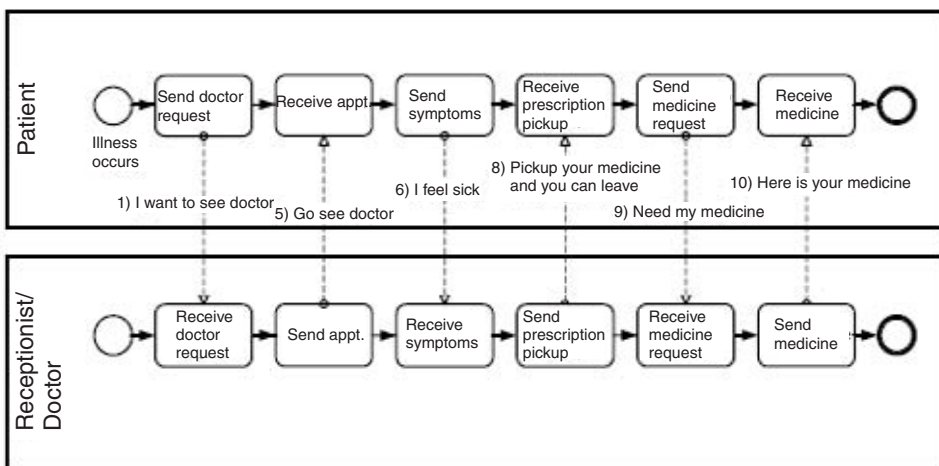 Patient
Illness
occurs
Send doctor
request
Receive appt.
Send
symptoms
Receive
prescription
pickup
Send
medicine
request
Receive
medicine
1) I want to see doctor
5) Go see doctor
6) I feel sick
8) Pickup your medicine
and you can leave
9) Need my medicine
10) Here is your medicine
Receptionist/
Doctor
Receive
doctor
request
Send appt.
Receive
symptoms
Send
prescription
pickup
Receive
medicine
request
Send
medicine